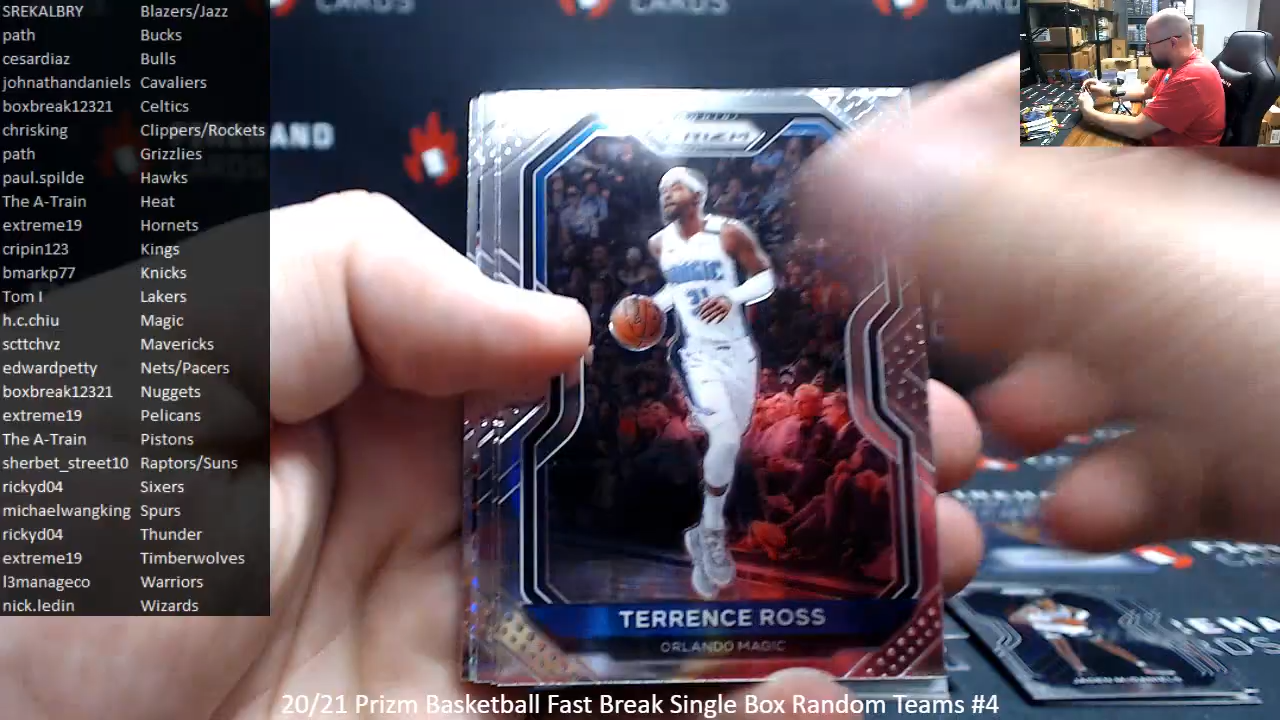 SREKALBRY Blazers/Jazz
path Bucks
cesardiaz Bulls
johnathandaniels Cavaliers
boxbreak12321 Celtics
chrisking Clippers/Rockets
path Grizzlies
paul.spilde Hawks
The A-Train Heat
extreme19 Hornets
cripin123 Kings
bmarkp77 Knicks
Tom I Lakers
h.c.chiu Magic
scttchvz Mavericks
edwardpetty Nets/Pacers
boxbreak12321 Nuggets
extreme19 Pelicans
The A-Train Pistons
sherbet_street10 Raptors/Suns
rickyd04 Sixers
michaelwangking Spurs
rickyd04 Thunder
extreme19 Timberwolves
l3manageco Warriors
nick.ledin Wizards
CARDS
CARDS
PRIZM
MAGIC
31
TERRENCE ROSS
ORLANDO MAGIC
20/21 Prizm Basketball Fast Break Single Box Random Teams #4